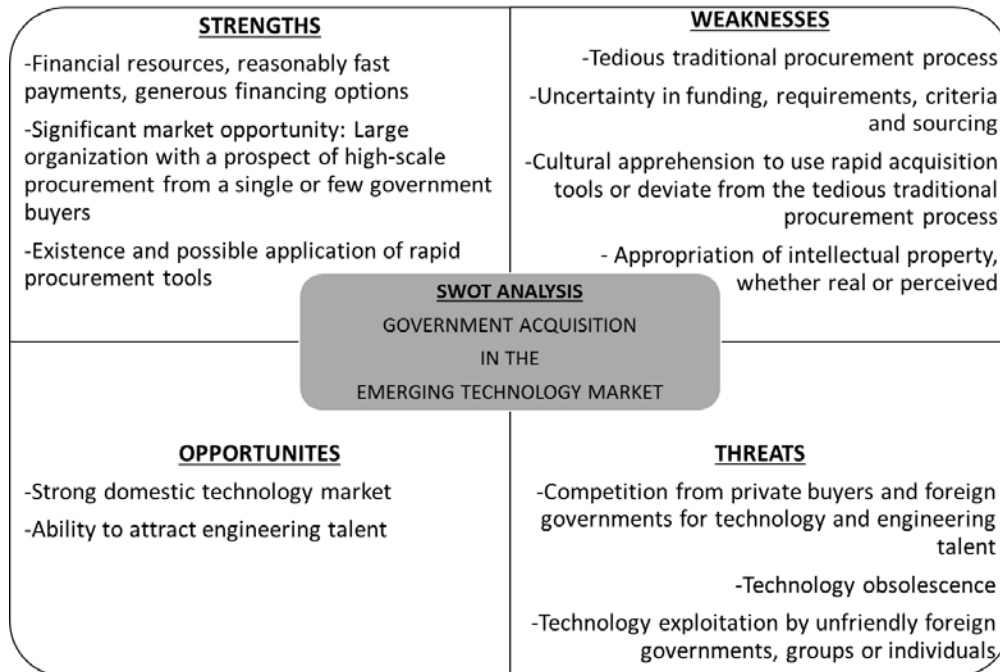 STRENGTHS
-Financial resources, reasonably fast
payments, generous financing options
-Significant market opportunity: Large
organization with a prospect of high-scale
procurement from a single or few government
buyers
-Existence and possible application of rapid
procurement tools
WEAKNESSES
-Tedious traditional procurement process
-Uncertainty in funding, requirements, criteria
and sourcing
-Cultural apprehension to use rapid acquisition
tools or deviate from the tedious traditional
procurement process
- Appropriation of intellectual property,
whether real or perceived
SWOT ANALYSIS
GOVERNMENT ACQUISITION
IN THE
EMERGING TECHNOLOGY MARKET
OPPORTUNITES
-Strong domestic technology market
-Ability to attract engineering talent
THREATS
-Competition from private buyers and foreign
governments for technology and engineering
talent
-Technology obsolescence
-Technology exploitation by unfriendly foreign
governments, groups or individuals